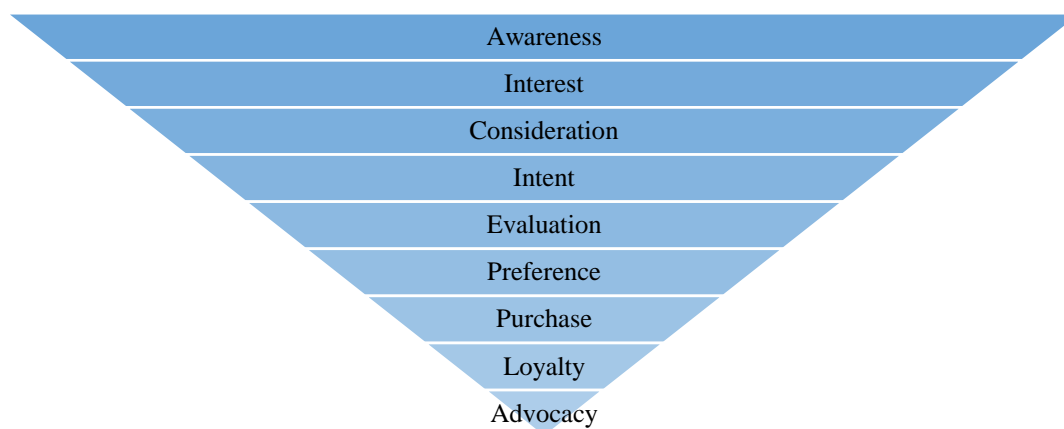 Awareness
Interest
Consideration
Intent
Evaluation
Preference
Purchase
Loyalty
Advocacy